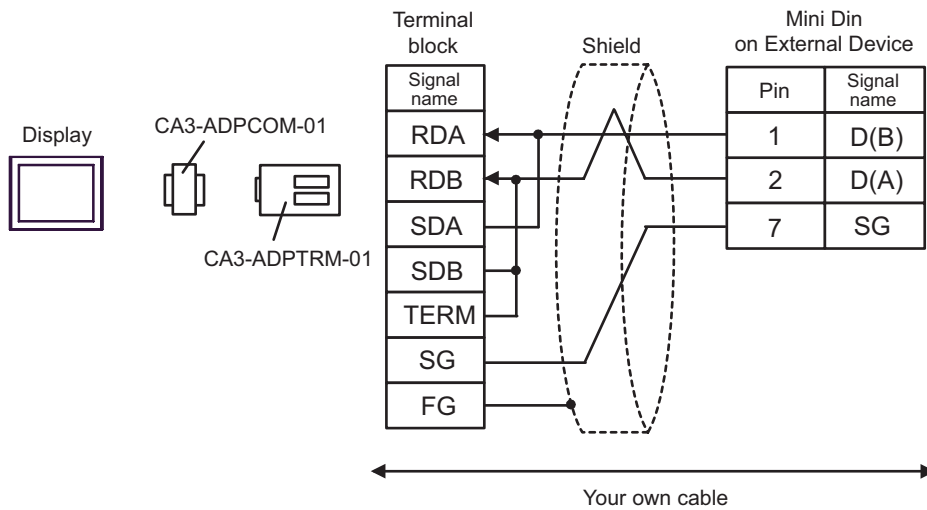 Terminal
block
Shield
Mini Din
on External Device
Display
CA3-ADPCOM-01
CA3-ADPTRM-01
Signal
name
RDA
RDB
SDA
SDB
TERM
SG
FG
Pin
Signal
name
1
D(B)
2
D(A)
7
SG
Your own cable